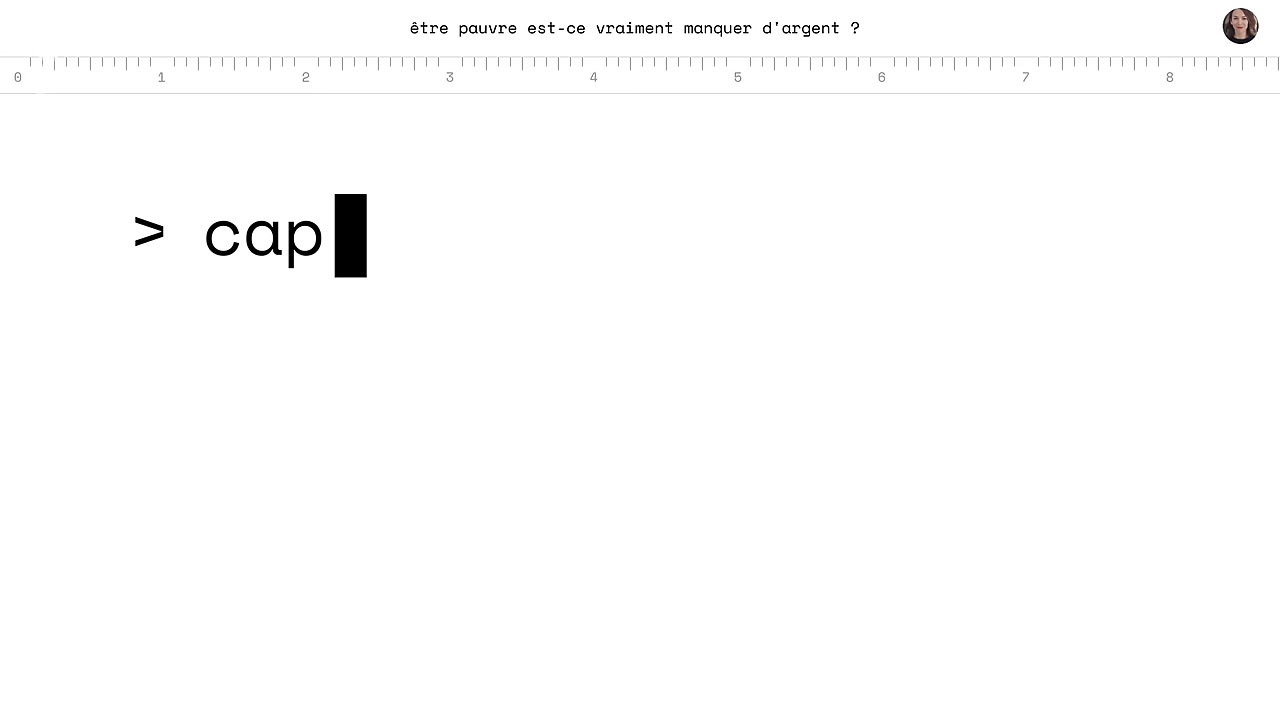 être pauvre est-ce vraiment manquer d'argent ?
0 1 2 3 4 5 6 7 8
> cap